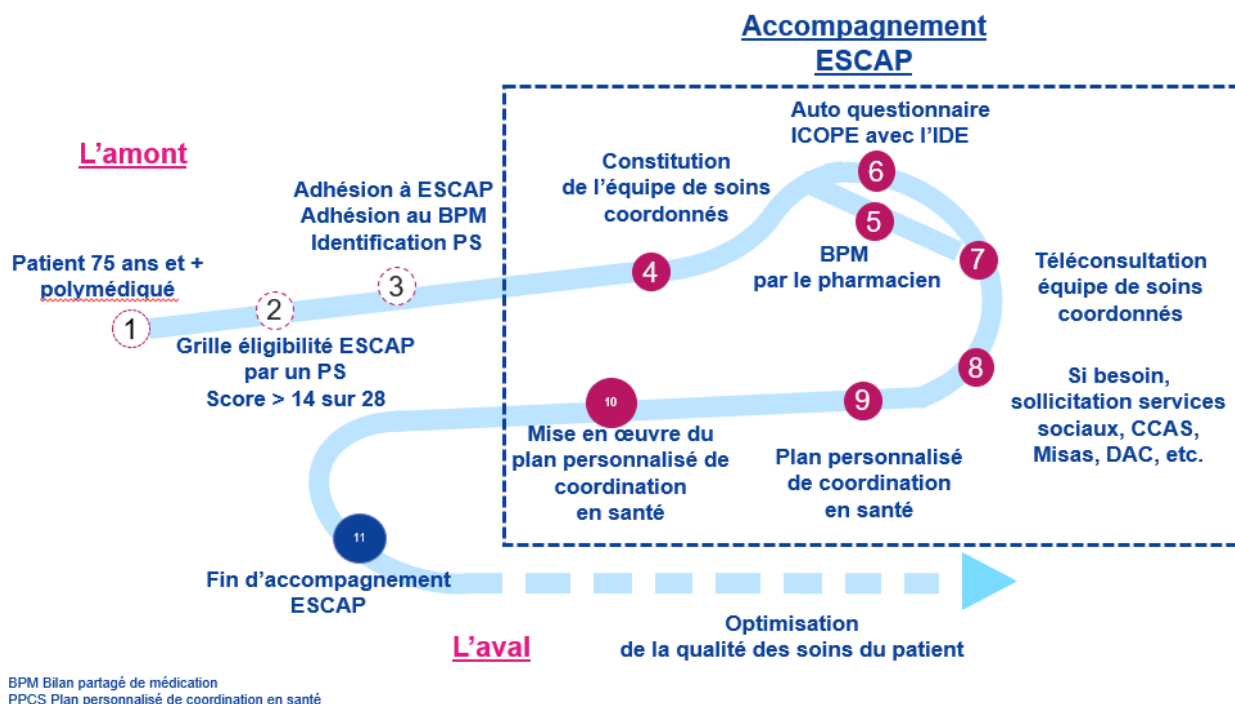 Accompagnement
ESCAP
L'amont
1
Patient 75 ans et +
polymédiqué
2
Grille éligibilité ESCAP
par un PS
Score > 14 sur 28
3
Adhésion à ESCAP
Adhésion au BPM
Identification PS
4
Constitution
de l'équipe de soins
coordonnés
5
BPM
par le pharmacien
6
Auto questionnaire
ICOPE avec l'IDE
7
Téléconsultation
équipe de soins
coordonnés
8
Si besoin,
sollicitation services
sociaux, CCAS,
Misas, DAC, etc.
9
Plan personnalisé
de coordination
en santé
10
Mise en œuvre du
plan personnalisé de
coordination
en santé
11
Fin d'accompagnement
ESCAP
L'aval
Optimisation
de la qualité des soins du patient
BPM Bilan partagé de médication
PPCS Plan personnalisé de coordination en santé